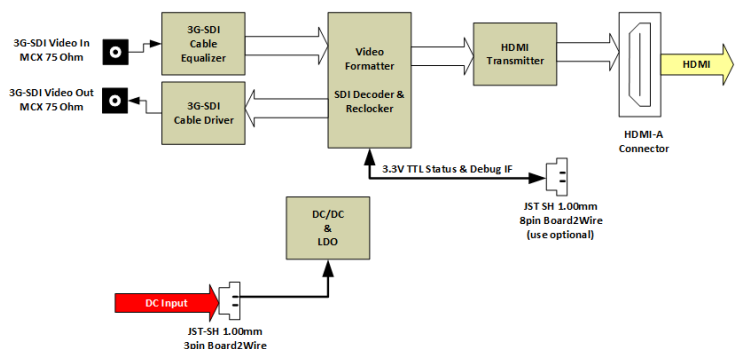 3G-SDI Video In
MCX 75 Ohm
3G-SDI
Cable
Equalizer
Video
Formatter
SDI Decoder &
Reclocker
HDMI
Transmitter
HDMI
HDMI-A
Connector
3G-SDI Video Out
MCX 75 Ohm
3G-SDI
Cable Driver
3.3V TTL Status & Debug IF
JST SH 1.00mm
8pin Board2Wire
(use optional)
DC/DC
&
LDO
DC Input
JST-SH 1.00mm
3pin Board2Wire